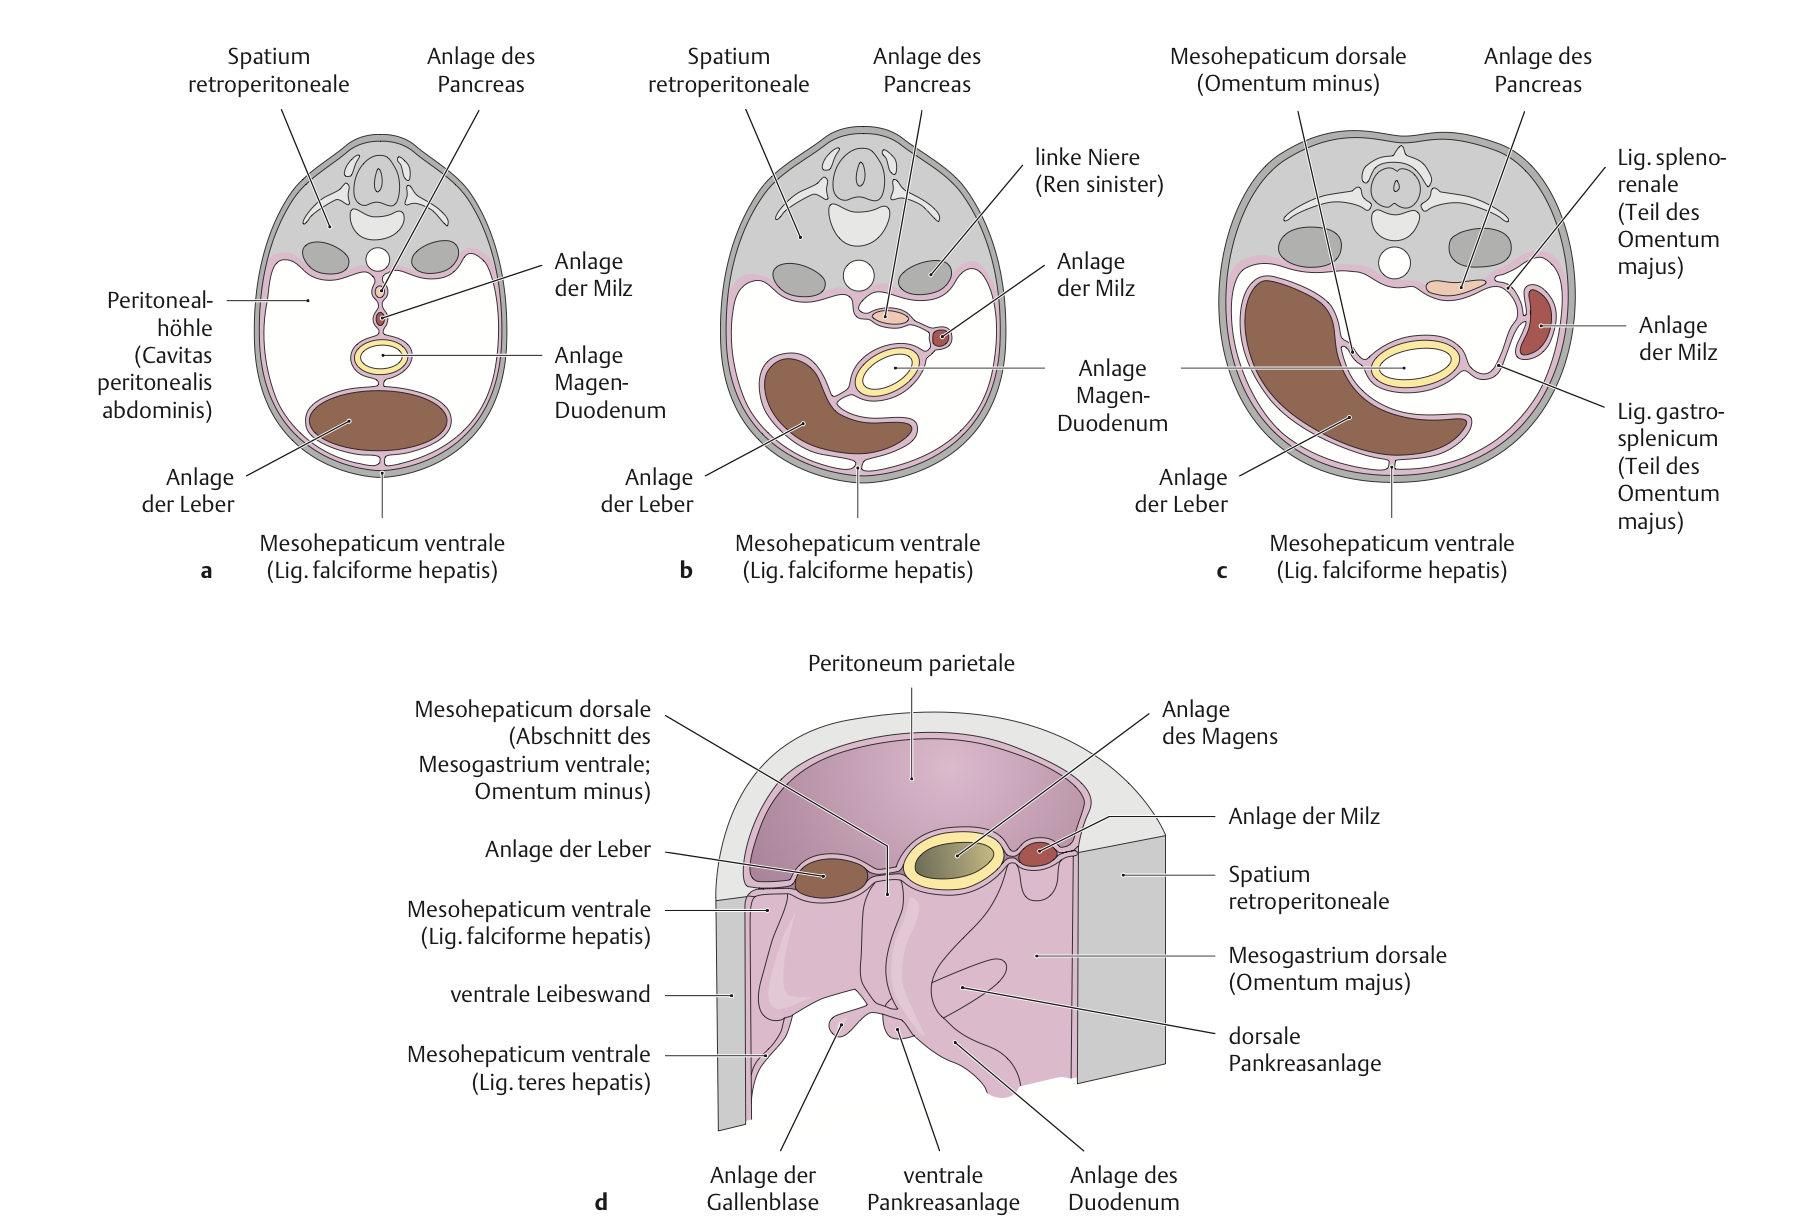 Spatium
retroperitoneale
Anlage des
Pancreas
Peritoneal-
höhle
(Cavitas
peritonealis
abdominis)
Anlage
der Milz
Anlage
Magen-
Duodenum
Anlage
der Leber
Mesohepaticum ventrale
(Lig. falciforme hepatis)
a
Spatium
retroperitoneale
Anlage des
Pancreas
linke Niere
(Ren sinister)
Anlage
der Milz
Anlage
Magen-
Duodenum
Anlage
der Leber
Mesohepaticum ventrale
(Lig. falciforme hepatis)
b
Mesohepaticum dorsale
(Omentum minus)
Anlage des
Pancreas
Lig. spleno-
renale
(Teil des
Omentum
majus)
Anlage
der Milz
Lig. gastro-
splenicum
(Teil des
Omentum
majus)
Anlage
der Leber
Mesohepaticum ventrale
(Lig. falciforme hepatis)
c
Peritoneum parietale
Mesohepaticum dorsale
(Abschnitt des
Mesogastrium ventrale;
Omentum minus)
Anlage der Leber
Mesohepaticum ventrale
(Lig. falciforme hepatis)
ventrale Leibeswand
Mesohepaticum ventrale
(Lig. teres hepatis)
Anlage
des Magens
Anlage der Milz
Spatium
retroperitoneale
Mesogastrium dorsale
(Omentum majus)
dorsale
Pankreasanlage
Anlage der
Gallenblase
ventrale
Pankreasanlage
Anlage des
Duodenum
d